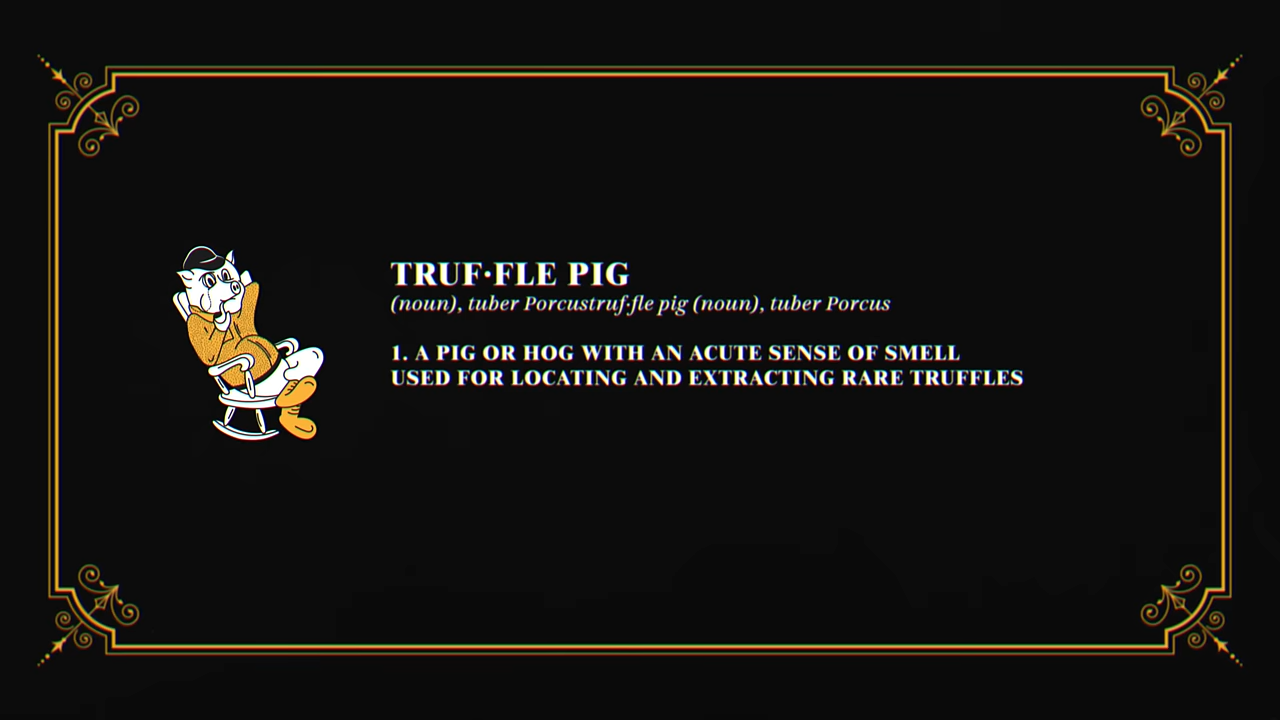 TRUF·FLE PIG
(noun), tuber Porcustruf·fle pig (noun), tuber Porcus
1. A PIG OR HOG WITH AN ACUTE SENSE OF SMELL
USED FOR LOCATING AND EXTRACTING RARE TRUFFLES